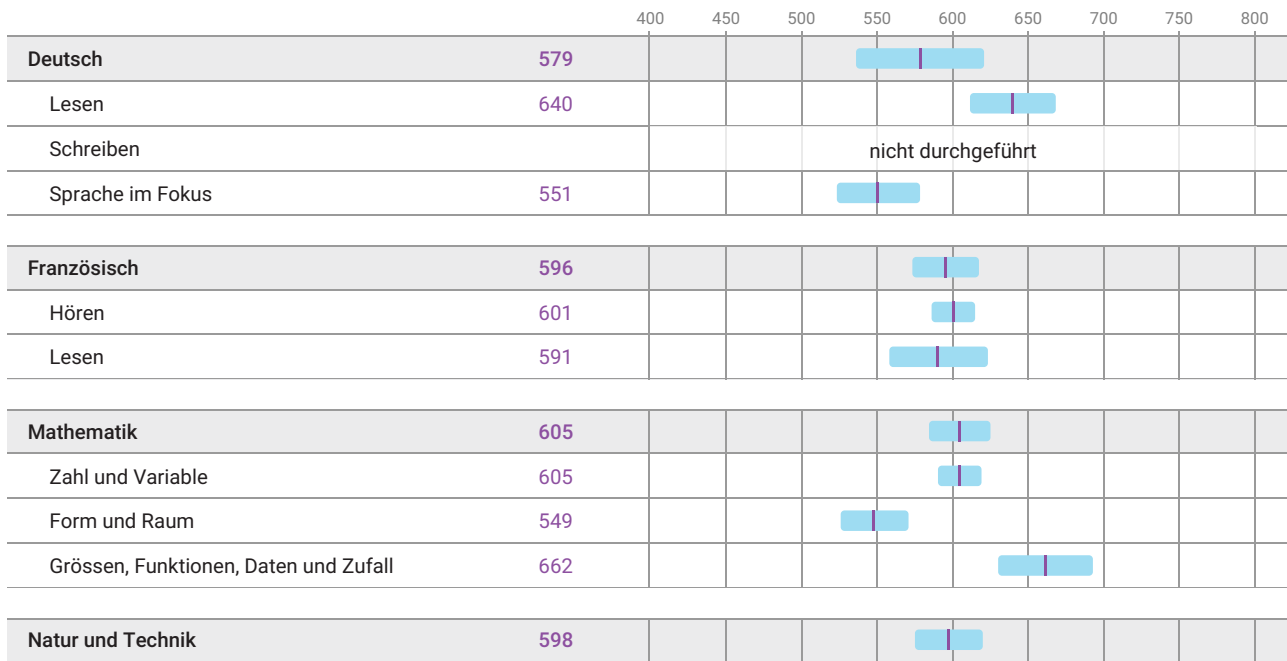 400 450 500 550 600 650 700 750 800
Deutsch 579
Lesen 640
Schreiben nicht durchgeführt
Sprache im Fokus 551
Französisch 596
Hören 601
Lesen 591
Mathematik 605
Zahl und Variable 605
Form und Raum 549
Grössen, Funktionen, Daten und Zufall 662
Natur und Technik 598